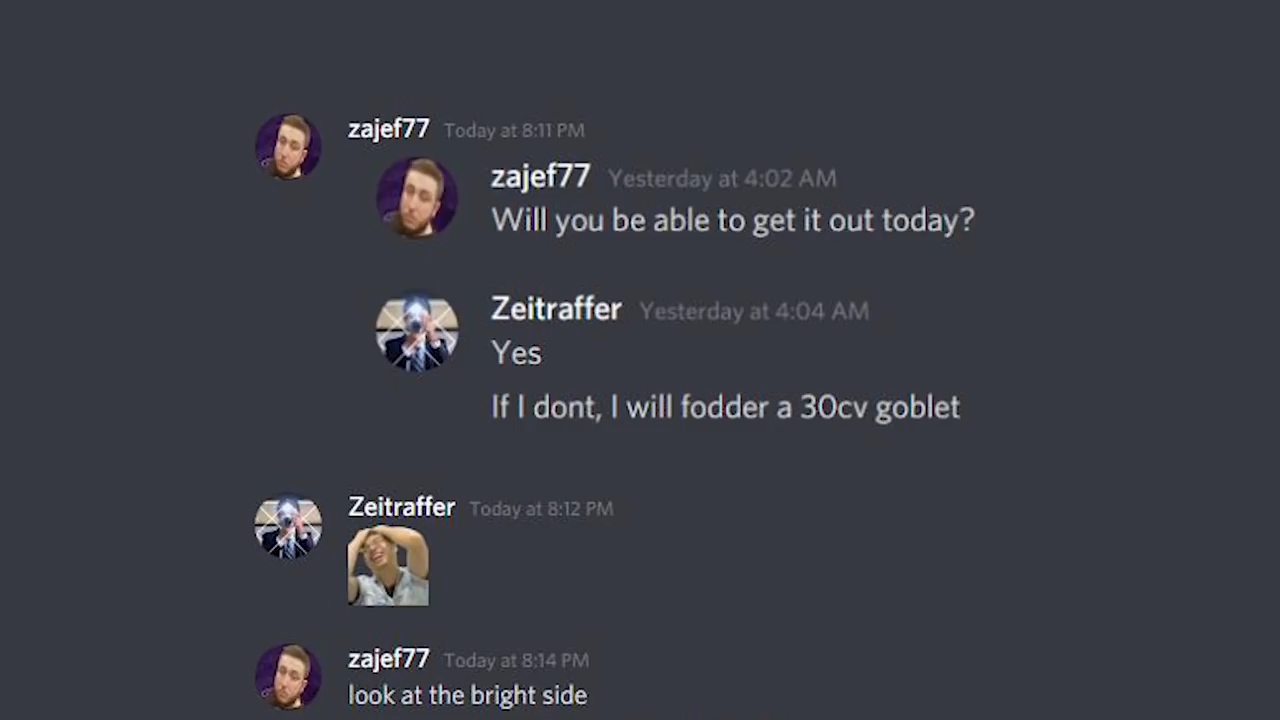 zajef77 Today at 8:11 PM
zajef77 Yesterday at 4:02 AM
Will you be able to get it out today?
Zeitraffer Yesterday at 4:04 AM
Yes
If I dont, I will fodder a 30cv goblet
Zeitraffer Today at 8:12 PM
zajef77 Today at 8:14 PM
look at the bright side